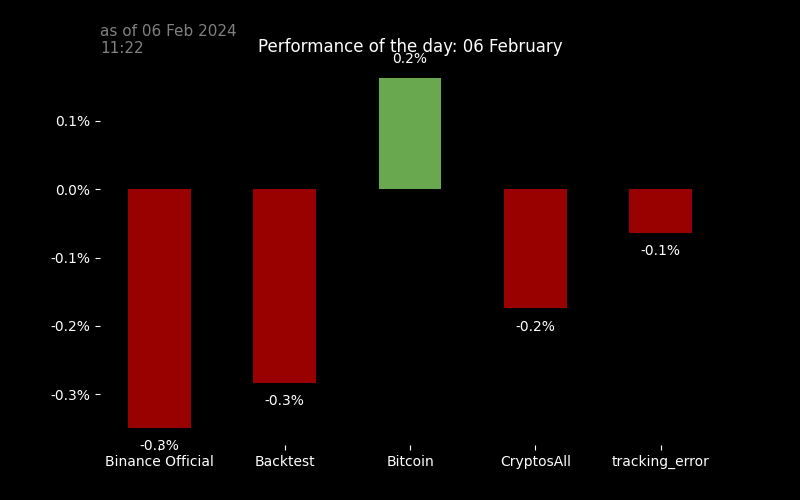 as of 06 Feb 2024
11:22
Performance of the day: 06 February
0.2%
0.1%
0.0%
-0.1%
-0.1%
-0.2%
-0.2%
-0.3%
-0.3%
-0.3%
Binance Official
Backtest
Bitcoin
CryptosAll
tracking_error